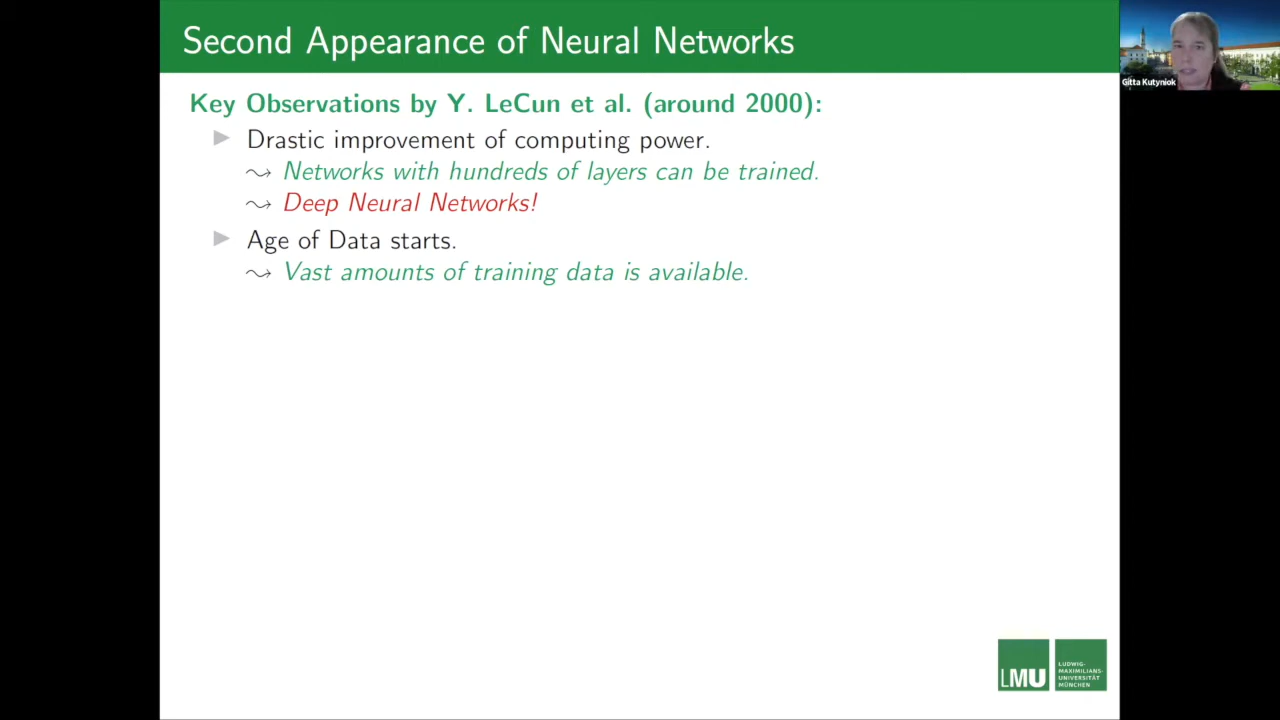 Second Appearance of Neural Networks
Gitta Kutyniok
Key Observations by Y. LeCun et al. (around 2000):
▶ Drastic improvement of computing power.
⤳ Networks with hundreds of layers can be trained.
⤳ Deep Neural Networks!
▶ Age of Data starts.
⤳ Vast amounts of training data is available.
LMU
LUDWIG-
MAXIMILIANS-
UNIVERSITÄT
MÜNCHEN